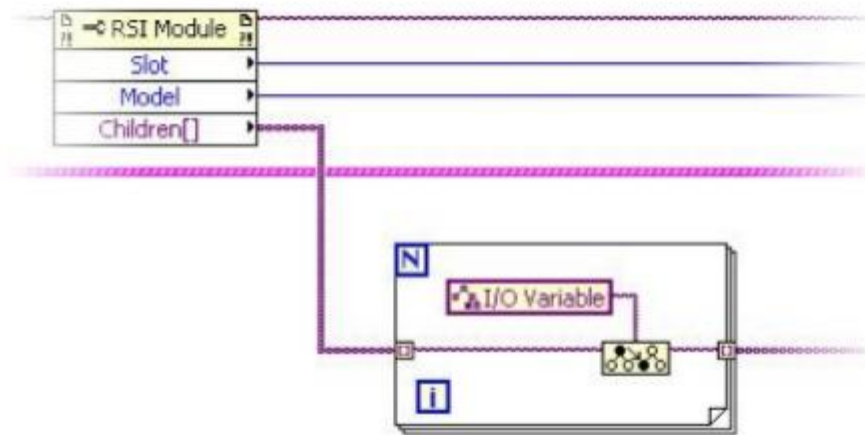 RSI Module
Slot
Model
Children[]
N
I/O Variable
i